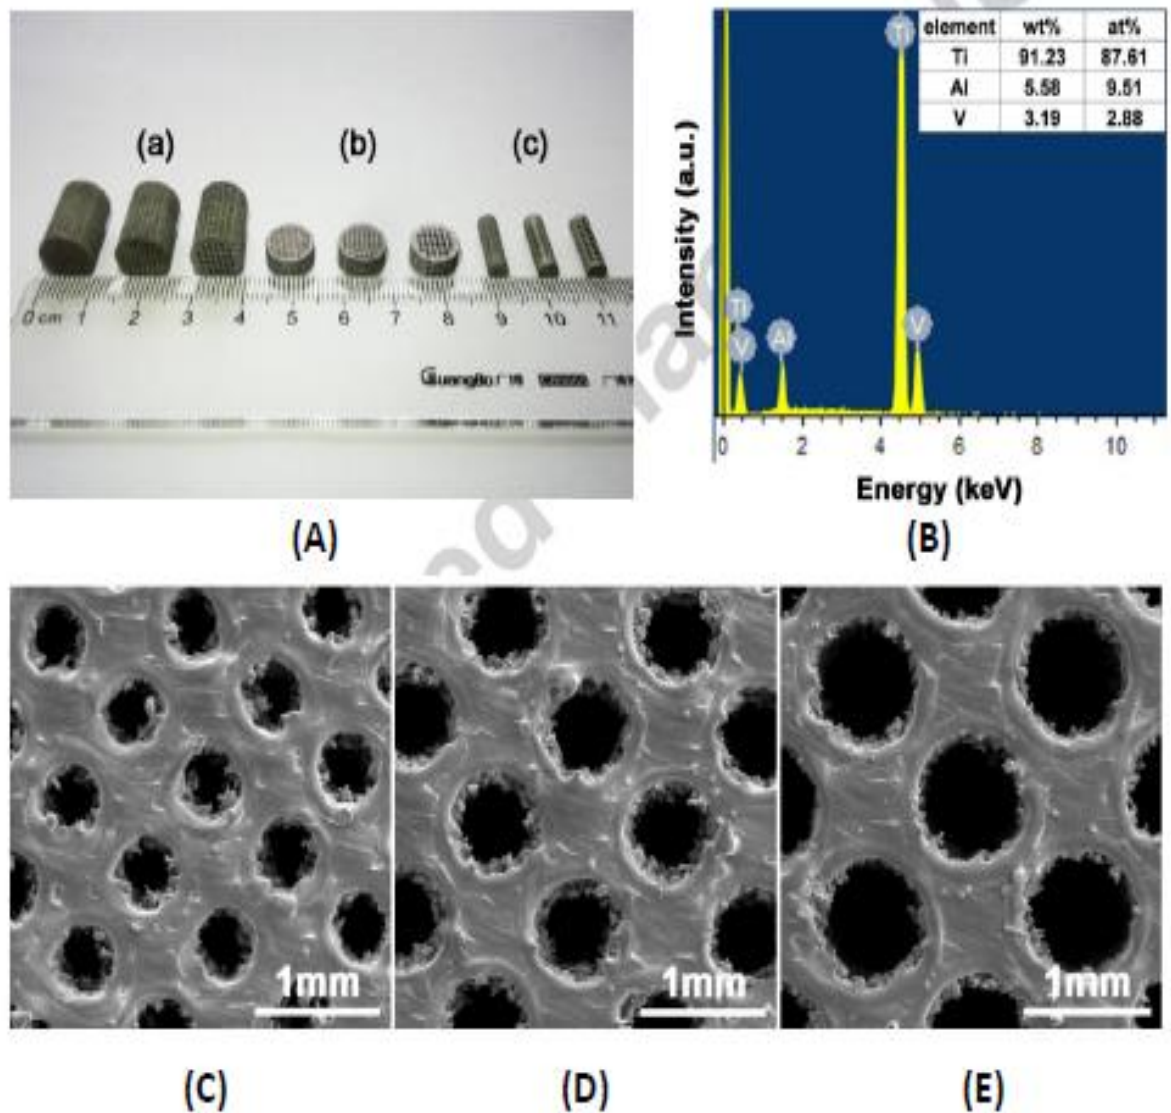 (a) (b) (c)
0 cm 1 2 3 4 5 6 7 8 9 10 11
GuangBo
(A)
element wt% at%
Ti 91.23 87.61
Al 5.58 9.51
V 3.19 2.88
Ti
Ti
V
Al
V
Intensity (a.u.)
0 2 4 6 8 10
Energy (keV)
(B)
1mm 1mm 1mm
(C) (D) (E)